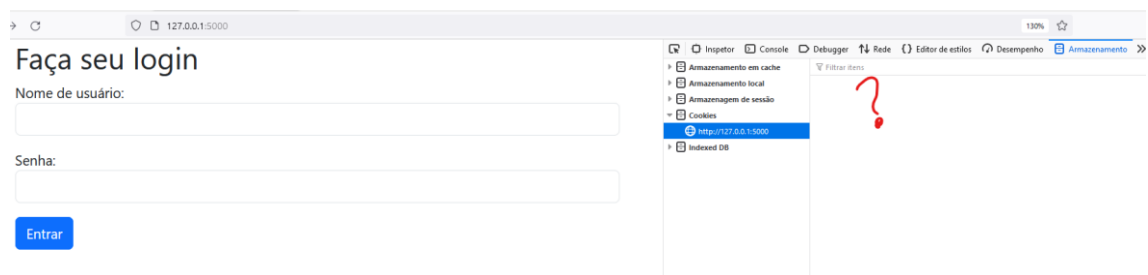 127.0.0.1:5000
130%
Faça seu login
Nome de usuário:
Senha:
Entrar
Inspetor Console Debugger Rede Editor de estilos Desempenho Armazenamento
Armazenamento em cache
Armazenamento local
Armazenagem de sessão
Cookies
http://127.0.0.1:5000
Indexed DB
Filtrar itens
?